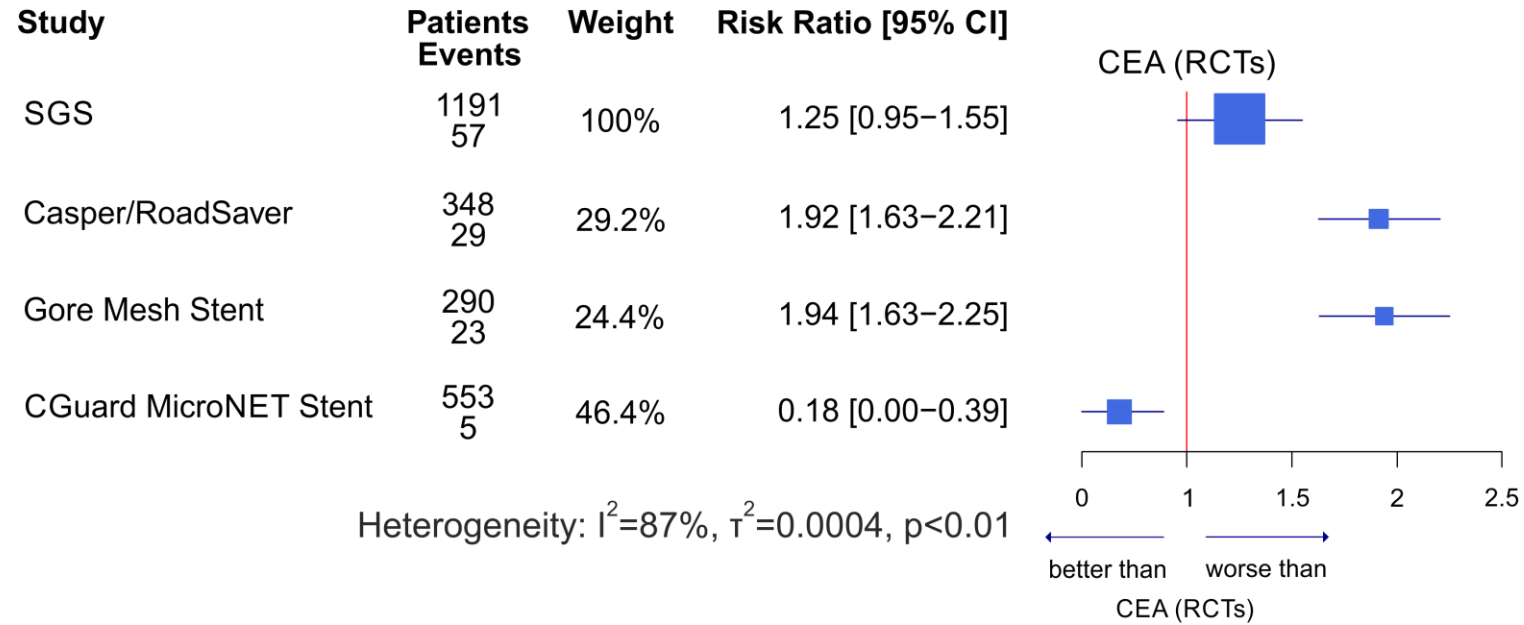 Study Patients Events Weight Risk Ratio [95% CI]
CEA (RCTs)
SGS 1191 57 100% 1.25 [0.95−1.55]
Casper/RoadSaver 348 29 29.2% 1.92 [1.63−2.21]
Gore Mesh Stent 290 23 24.4% 1.94 [1.63−2.25]
CGuard MicroNET Stent 553 5 46.4% 0.18 [0.00−0.39]
0 1 1.5 2 2.5
Heterogeneity: I²=87%, τ²=0.0004, p<0.01
better than worse than
CEA (RCTs)